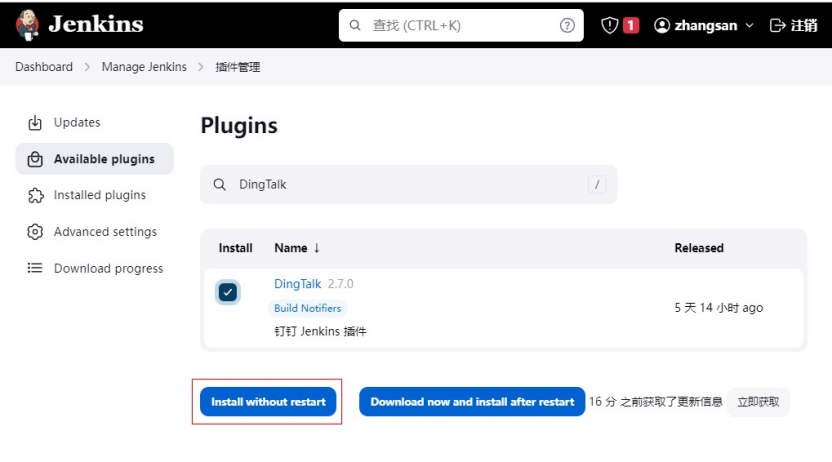 Jenkins
查找 (CTRL+K)
1
zhangsan
注销
Dashboard > Manage Jenkins > 插件管理
Updates
Available plugins
Installed plugins
Advanced settings
Download progress
Plugins
DingTalk
/
Install Name ↓ Released
DingTalk 2.7.0
Build Notifiers
钉钉 Jenkins 插件
5 天 14 小时 ago
Install without restart
Download now and install after restart
16 分 之前获取了更新信息
立即获取